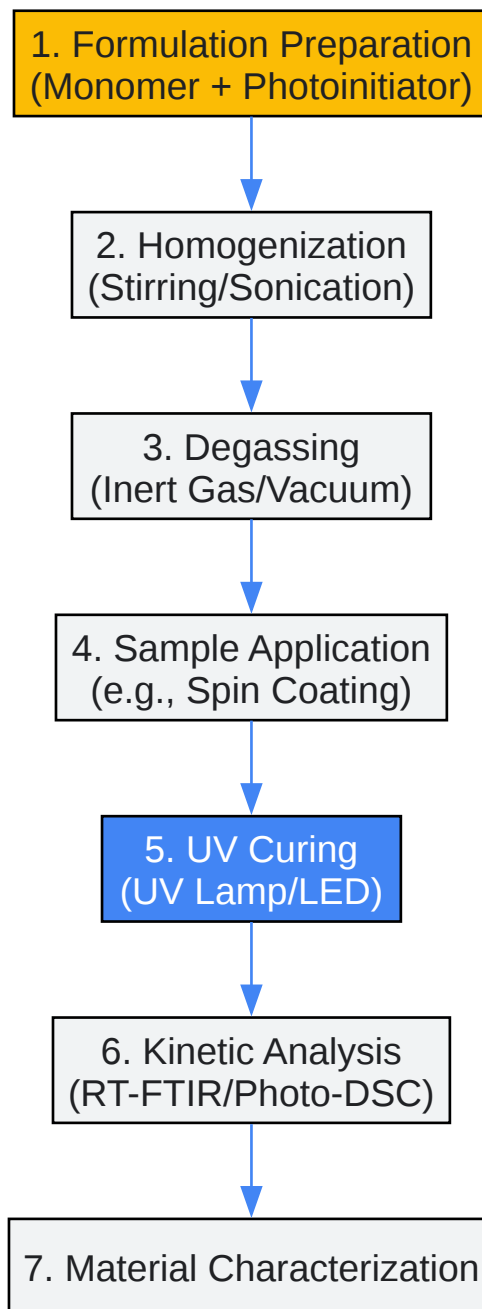 1. Formulation Preparation
(Monomer + Photoinitiator)
2. Homogenization
(Stirring/Sonication)
3. Degassing
(Inert Gas/Vacuum)
4. Sample Application
(e.g., Spin Coating)
5. UV Curing
(UV Lamp/LED)
6. Kinetic Analysis
(RT-FTIR/Photo-DSC)
7. Material Characterization